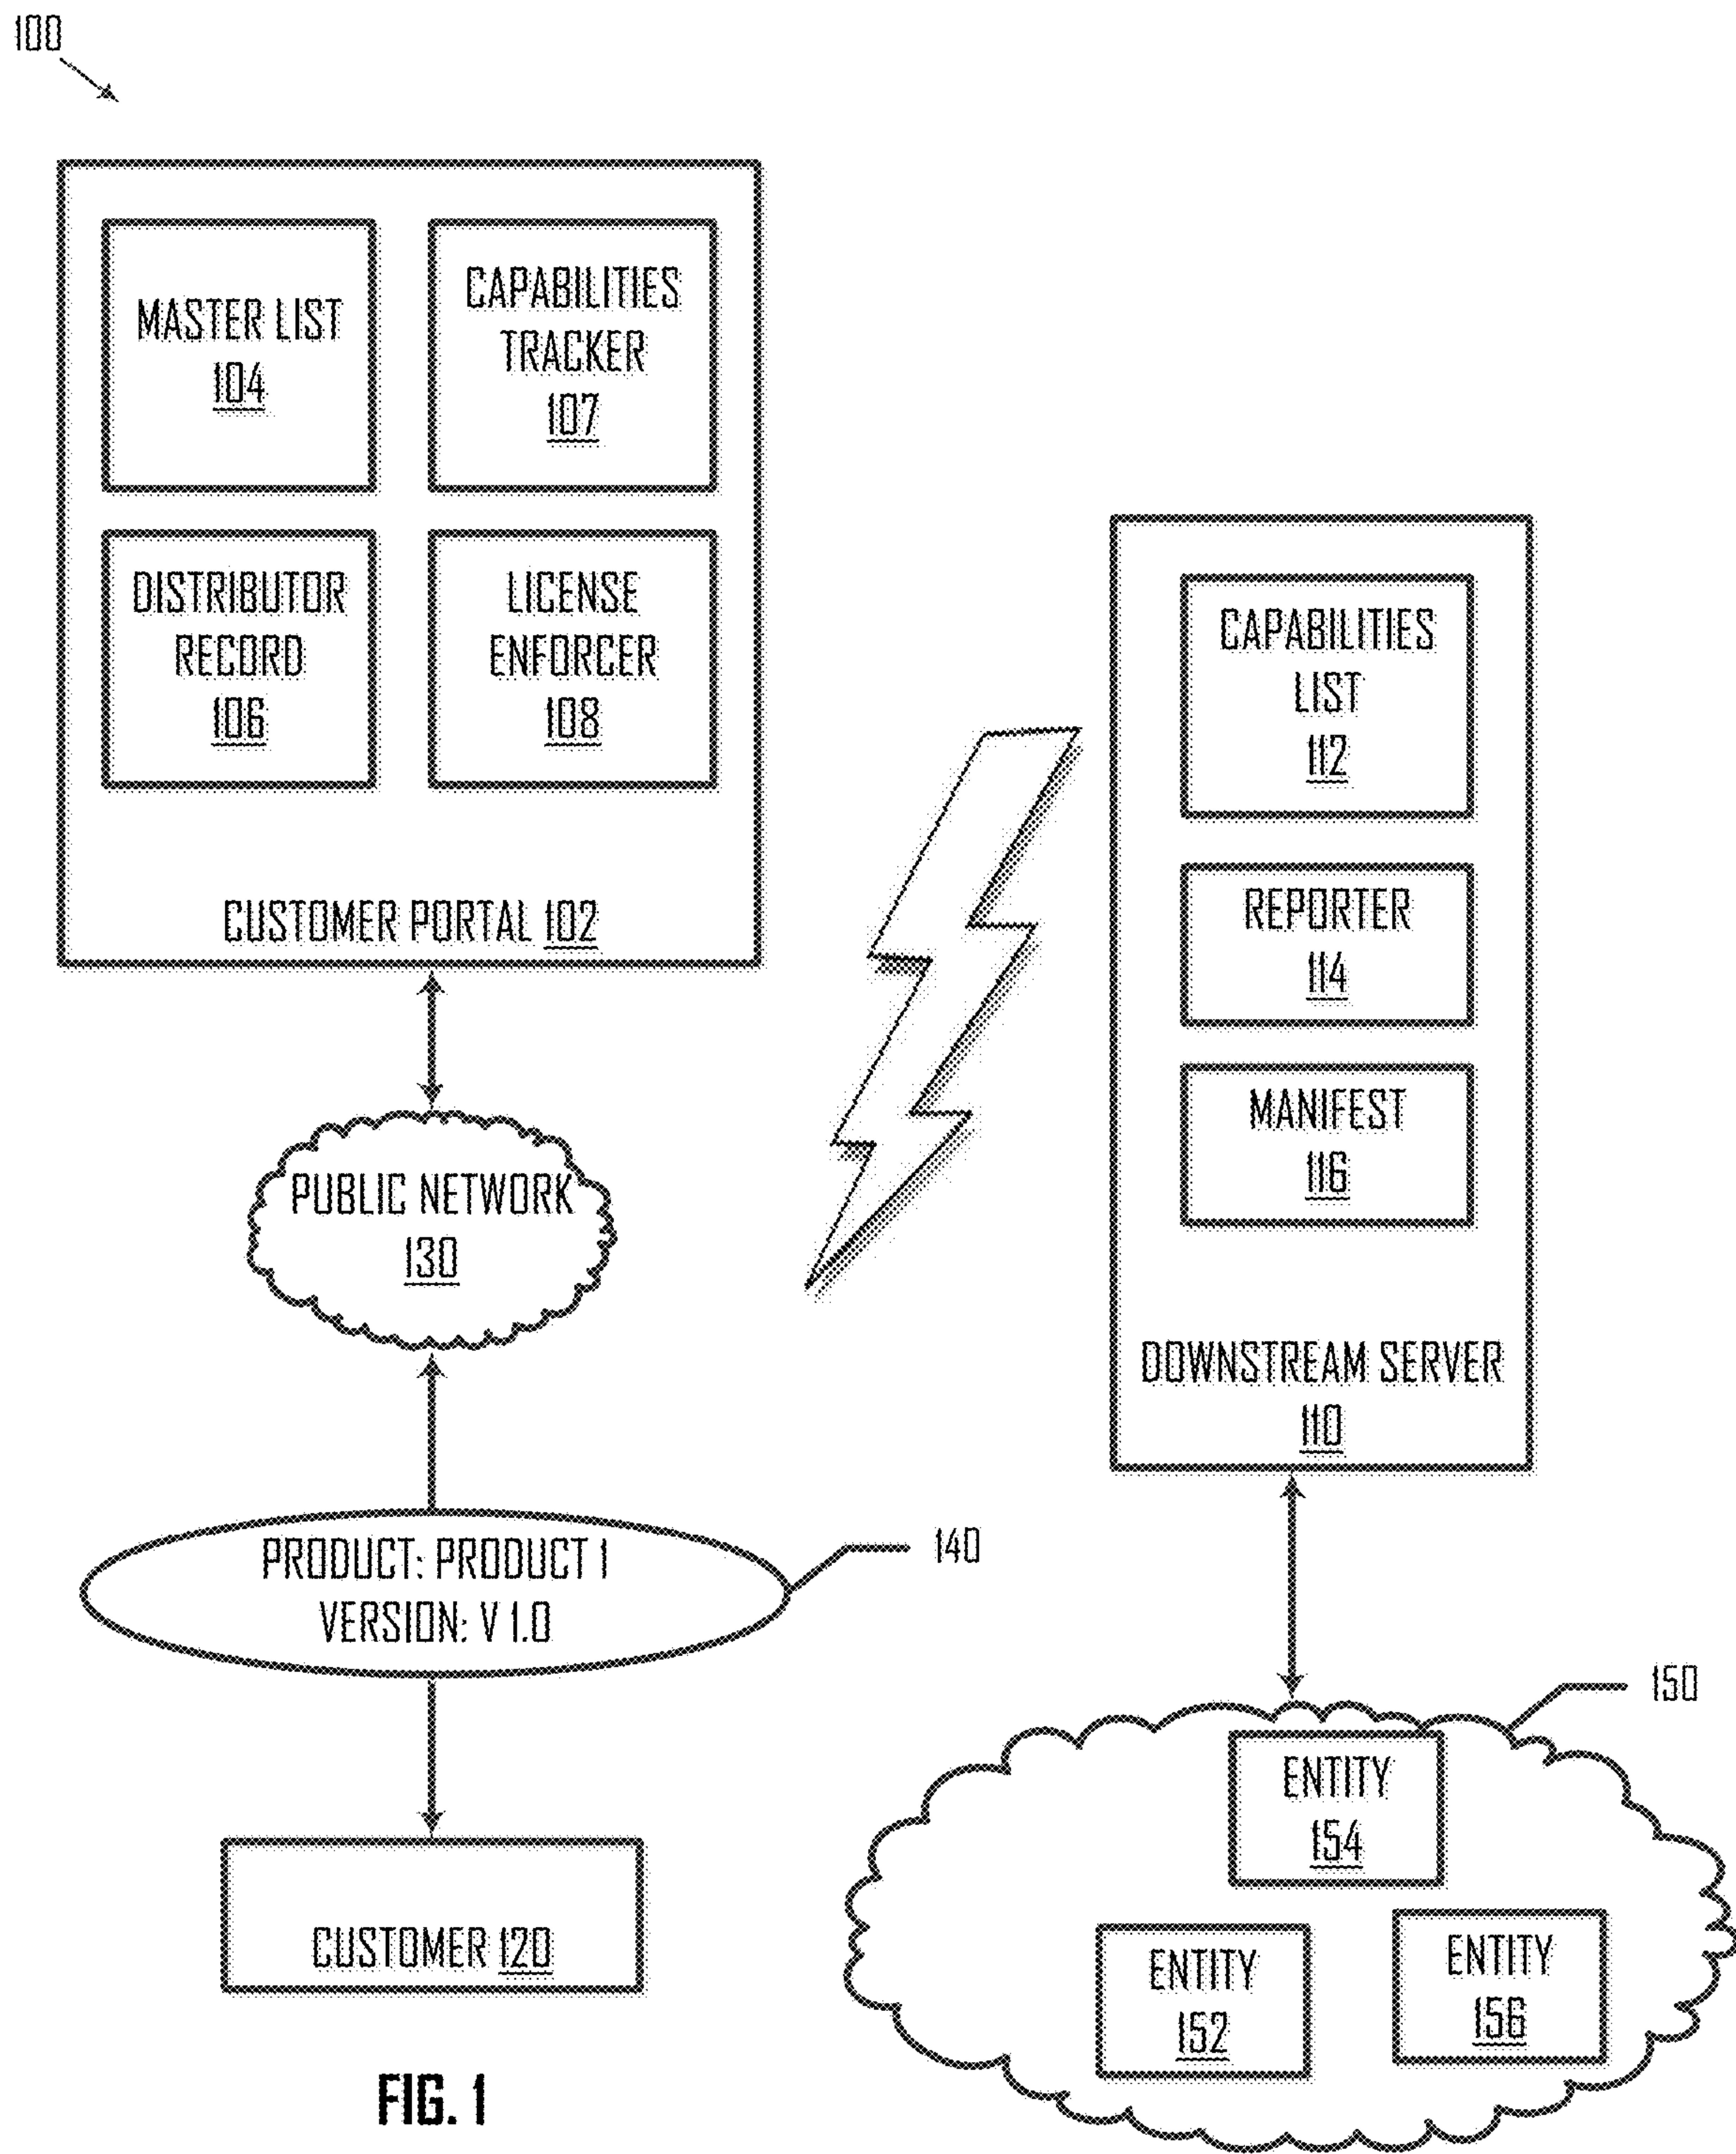 100
MASTER LIST
104
CAPABILITIES
TRACKER
107
DISTRIBUTOR
RECORD
106
LICENSE
ENFORCER
108
CUSTOMER PORTAL 102
PUBLIC NETWORK
130
PRODUCT: PRODUCT 1
VERSION: V 1.0
140
CUSTOMER 120
CAPABILITIES
LIST
112
REPORTER
114
MANIFEST
116
DOWNSTREAM SERVER
110
150
ENTITY
154
ENTITY
152
ENTITY
156
FIG. 1